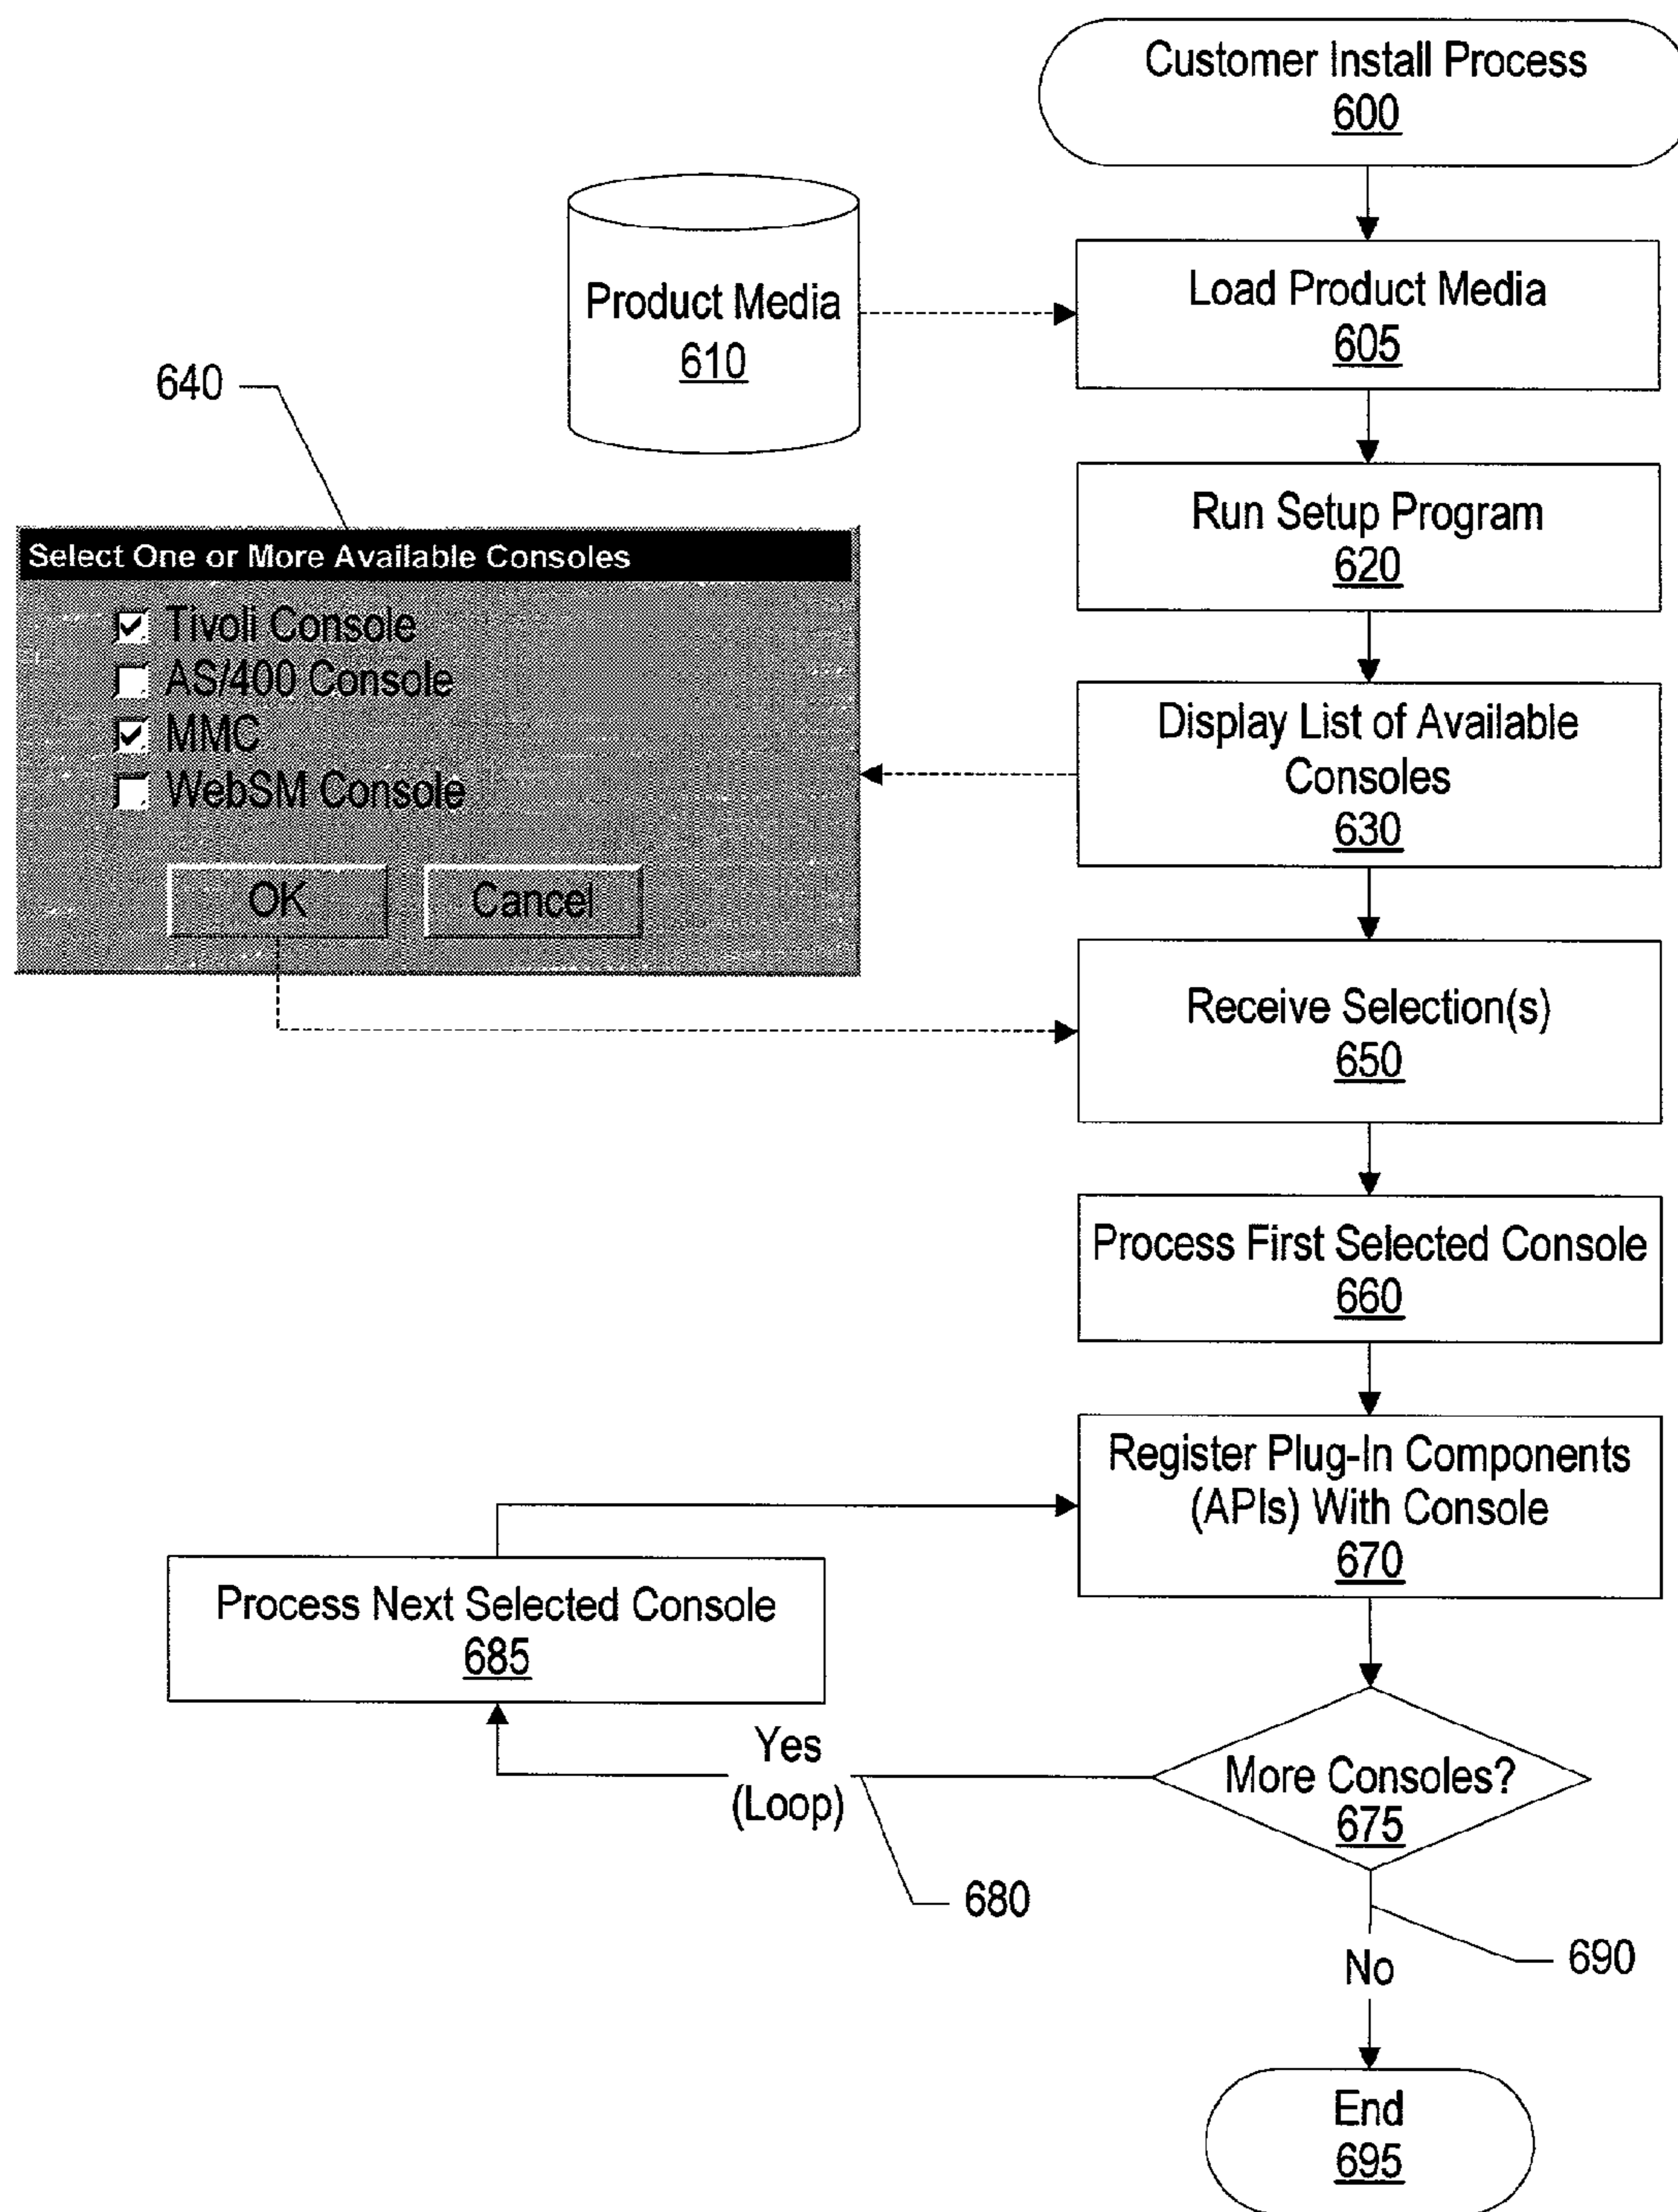 Customer Install Process
600
Product Media
610
Load Product Media
605
640
Run Setup Program
620
Select One or More Available Consoles
Tivoli Console
AS/400 Console
MMC
WebSM Console
OK
Cancel
Display List of Available
Consoles
630
Receive Selection(s)
650
Process First Selected Console
660
Register Plug-In Components
(APIs) With Console
670
Process Next Selected Console
685
Yes
(Loop)
More Consoles?
675
680
690
No
End
695